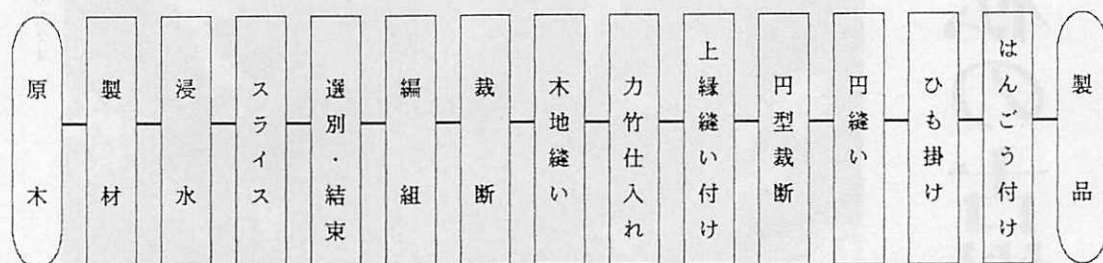 原木
製材
浸水
スライス
選別・結束
編組
裁断
木地縫い
力竹仕入れ
上縁縫い付け
円型裁断
円縫い
ひも掛け
はんごう付け
製品